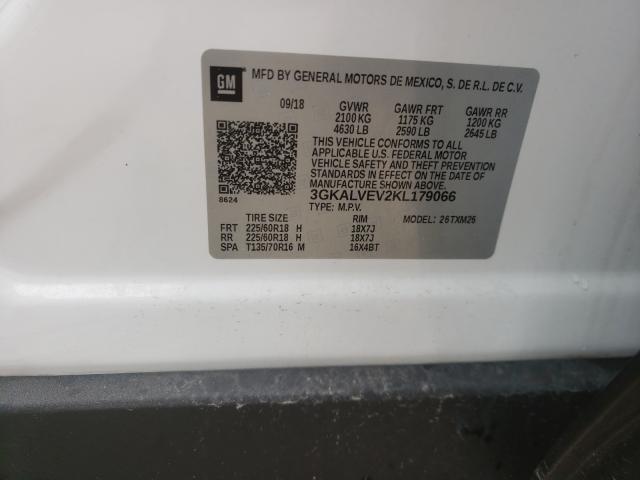 GM MFD BY GENERAL MOTORS DE MEXICO, S. DE R.L. DE C.V.
09/18 GVWR GAWR FRT GAWR RR
2100 KG 1175 KG 1200 KG
4630 LB 2590 LB 2645 LB
THIS VEHICLE CONFORMS TO ALL
APPLICABLE U.S. FEDERAL MOTOR
VEHICLE SAFETY AND THEFT PREVENTION
STANDARDS IN EFFECT ON THE DATE OF
MANUFACTURE SHOWN ABOVE.
8624 3GKALVEV2KL179066
TYPE: M.P.V. MODEL: 26TXM26
TIRE SIZE RIM
FRT 225/60R18 H 18X7J
RR 225/60R18 H 18X7J
SPA T135/70R16 M 16X4BT